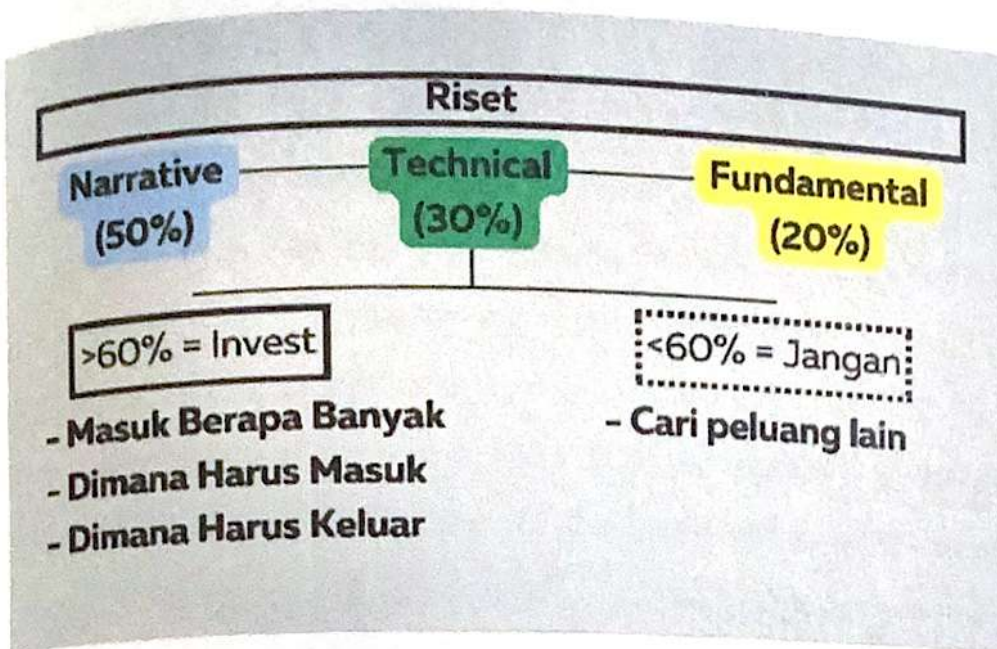 Riset
Narrative
(50%)
Technical
(30%)
Fundamental
(20%)
>60% = Invest
- Masuk Berapa Banyak
- Dimana Harus Masuk
- Dimana Harus Keluar
<60% = Jangan
- Cari peluang lain